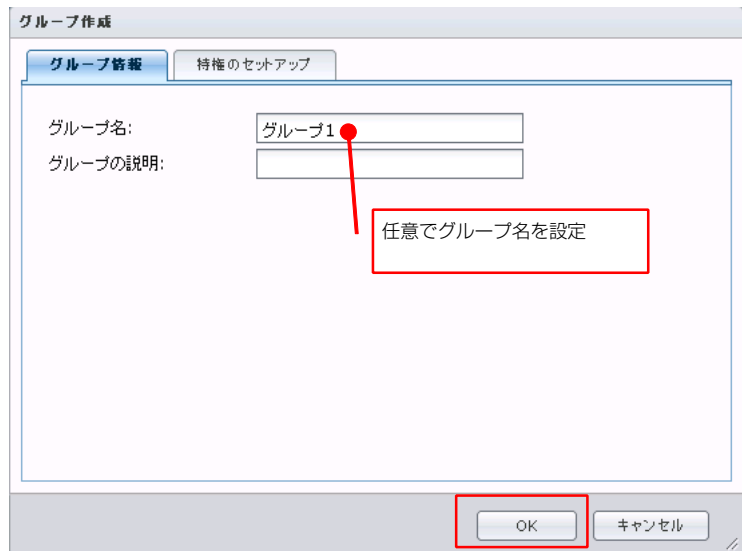 グループ作成
グループ情報
特権のセットアップ
グループ名:
グループ1
グループの説明:
任意でグループ名を設定
OK
キャンセル